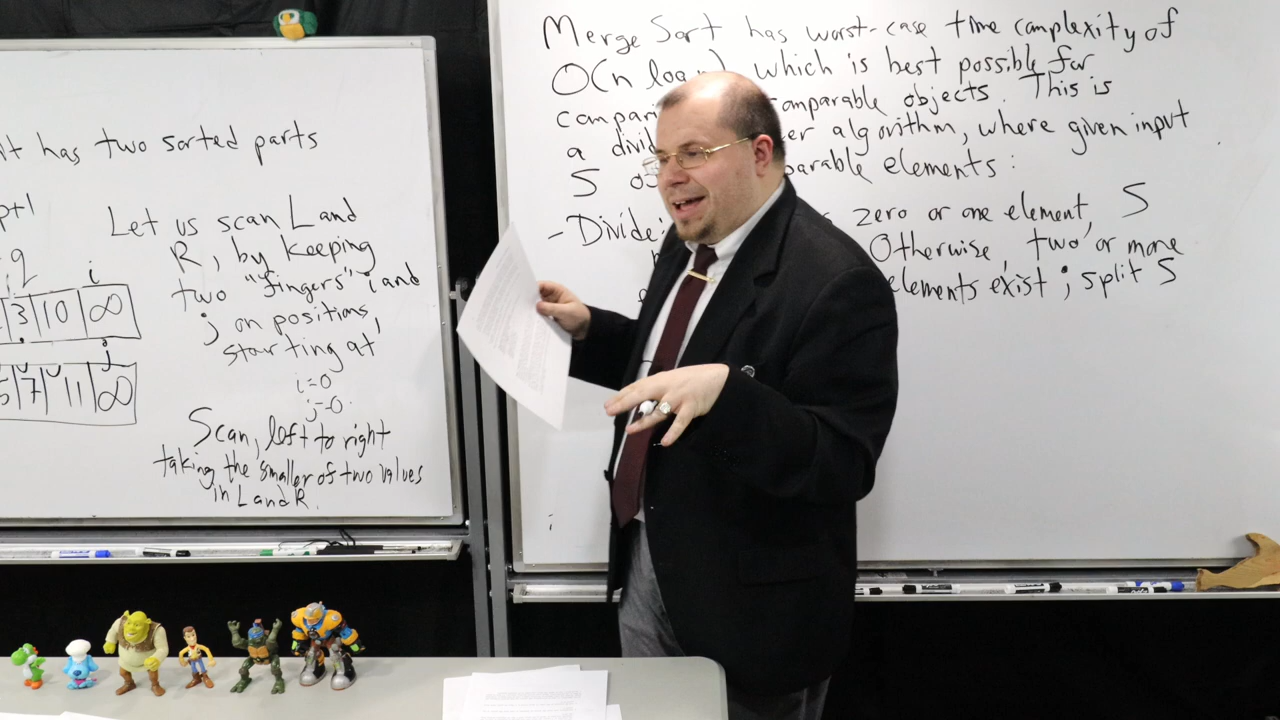 it has two sorted parts
p+1
q
i
3 10 ∞
j
7 11 ∞
Let us scan L and
R, by keeping
two "fingers" i and
j on positions,
starting at
i=0
j=0.
Scan, left to right
taking the smaller of two values
in L and R.
Merge Sort has worst-case time complexity of
O(n log n) which is best possible for
comparable objects. This is
a algorithm, where given input
S elements:
-Divide: zero or one element, S
Otherwise, two or more
elements exist; split S